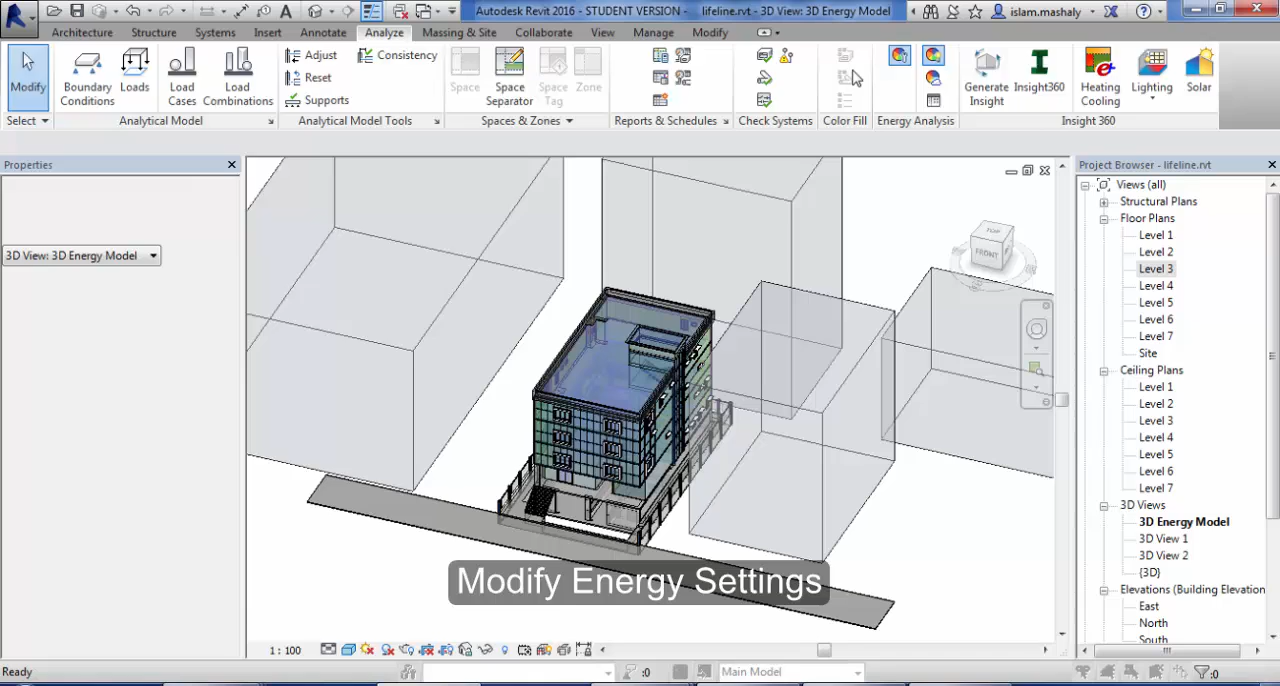 Autodesk Revit 2016 - STUDENT VERSION - lifeline.rvt - 3D View: 3D Energy Model
islam.mashaly
Architecture Structure Systems Insert Annotate Analyze Massing & Site Collaborate View Manage Modify
Modify
Select
Boundary Conditions
Loads
Load Cases
Load Combinations
Analytical Model
Adjust
Reset
Supports
Consistency
Analytical Model Tools
Space
Space Separator
Space Tag
Zone
Spaces & Zones
Reports & Schedules
Check Systems
Color Fill
Energy Analysis
Generate Insight
Insight360
Heating Cooling
Lighting
Solar
Insight 360
Properties
3D View: 3D Energy Model
TOP
FRONT
Modify Energy Settings
Project Browser - lifeline.rvt
Views (all)
Structural Plans
Floor Plans
Level 1
Level 2
Level 3
Level 4
Level 5
Level 6
Level 7
Site
Ceiling Plans
Level 1
Level 2
Level 3
Level 4
Level 5
Level 6
Level 7
3D Views
3D Energy Model
3D View 1
3D View 2
{3D}
Elevations (Building Elevation
East
North
South
1 : 100
Ready
:0
Main Model
:0